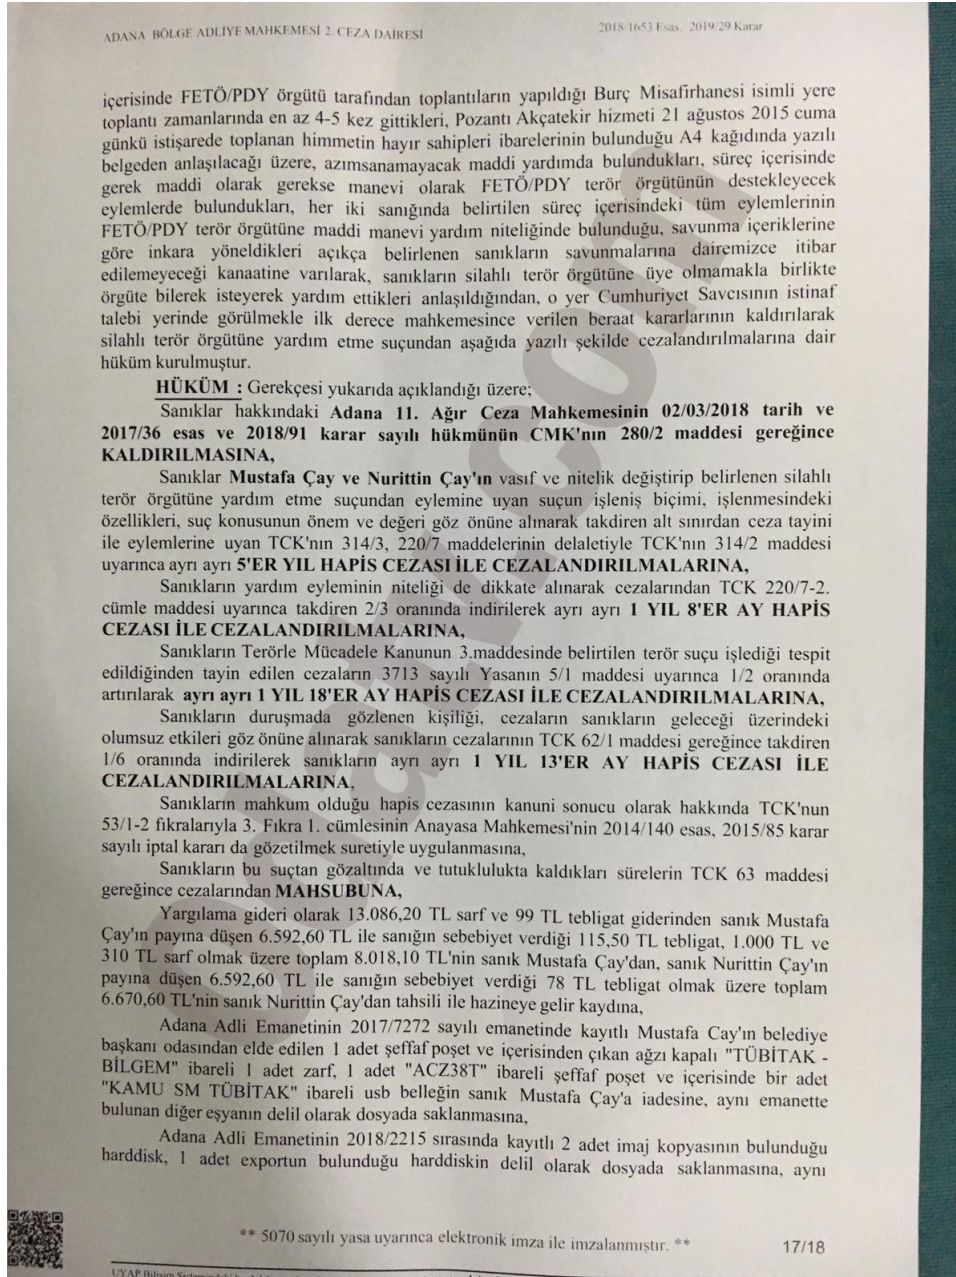 ADANA BÖLGE ADLİYE MAHKEMESİ 2. CEZA DAİRESİ
2018/1653 Esas, 2019/29 Karar
içerisinde FETÖ/PDY örgütü tarafından toplantıların yapıldığı Burç Misafirhanesi isimli yere
toplantı zamanlarında en az 4-5 kez gittikleri, Pozantı Akçatekir hizmeti 21 ağustos 2015 cuma
günkü istişarede toplanan himmetin hayır sahipleri ibarelerinin bulunduğu A4 kağıdında yazılı
belgeden anlaşılacağı üzere, azımsanamayacak maddi yardımda bulundukları, süreç içerisinde
gerek maddi olarak gerekse manevi olarak FETÖ/PDY terör örgütünün destekleyecek
eylemlerde bulundukları, her iki sanığında belirtilen süreç içerisindeki tüm eylemlerinin
FETÖ/PDY terör örgütüne maddi manevi yardım niteliğinde bulunduğu, savunma içeriklerine
göre inkara yöneldikleri açıkça belirlenen sanıkların savunmalarına dairemizce itibar
edilemeyeceği kanaatine varılarak, sanıkların silahlı terör örgütüne üye olmamakla birlikte
örgüte bilerek isteyerek yardım ettikleri anlaşıldığından, o yer Cumhuriyet Savcısının istinaf
talebi yerinde görülmekle ilk derece mahkemesince verilen beraat kararlarının kaldırılarak
silahlı terör örgütüne yardım etme suçundan aşağıda yazılı şekilde cezalandırılmalarına dair
hüküm kurulmuştur.
HÜKÜM : Gerekçesi yukarıda açıklandığı üzere;
Sanıklar hakkındaki Adana 11. Ağır Ceza Mahkemesinin 02/03/2018 tarih ve
2017/36 esas ve 2018/91 karar sayılı hükmünün CMK'nın 280/2 maddesi gereğince
KALDIRILMASINA,
Sanıklar Mustafa Çay ve Nurittin Çay'ın vasıf ve nitelik değiştirip belirlenen silahlı
terör örgütüne yardım etme suçundan eylemine uyan suçun işleniş biçimi, işlenmesindeki
özellikleri, suç konusunun önem ve değeri göz önüne alınarak takdiren alt sınırdan ceza tayini
ile eylemlerine uyan TCK'nın 314/3, 220/7 maddelerinin delaletiyle TCK'nın 314/2 maddesi
uyarınca ayrı ayrı 5'ER YIL HAPİS CEZASI İLE CEZALANDIRILMALARINA,
Sanıkların yardım eyleminin niteliği de dikkate alınarak cezalarından TCK 220/7-2.
cümle maddesi uyarınca takdiren 2/3 oranında indirilerek ayrı ayrı 1 YIL 8'ER AY HAPİS
CEZASI İLE CEZALANDIRILMALARINA,
Sanıkların Terörle Mücadele Kanunun 3.maddesinde belirtilen terör suçu işlediği tespit
edildiğinden tayin edilen cezaların 3713 sayılı Yasanın 5/1 maddesi uyarınca 1/2 oranında
artırılarak ayrı ayrı 1 YIL 18'ER AY HAPİS CEZASI İLE CEZALANDIRILMALARINA,
Sanıkların duruşmada gözlenen kişiliği, cezaların sanıkların geleceği üzerindeki
olumsuz etkileri göz önüne alınarak sanıkların cezalarının TCK 62/1 maddesi gereğince takdiren
1/6 oranında indirilerek sanıkların ayrı ayrı 1 YIL 13'ER AY HAPİS CEZASI İLE
CEZALANDIRILMALARINA,
Sanıkların mahkum olduğu hapis cezasının kanuni sonucu olarak hakkında TCK'nun
53/1-2 fıkralarıyla 3. Fıkra 1. cümlesinin Anayasa Mahkemesi'nin 2014/140 esas, 2015/85 karar
sayılı iptal kararı da gözetilmek suretiyle uygulanmasına,
Sanıkların bu suçtan gözaltında ve tutuklulukta kaldıkları sürelerin TCK 63 maddesi
gereğince cezalarından MAHSUBUNA,
Yargılama gideri olarak 13.086,20 TL sarf ve 99 TL tebligat giderinden sanık Mustafa
Çay'ın payına düşen 6.592,60 TL ile sanığın sebebiyet verdiği 115,50 TL tebligat, 1.000 TL ve
310 TL sarf olmak üzere toplam 8.018,10 TL'nin sanık Mustafa Çay'dan, sanık Nurittin Çay'ın
payına düşen 6.592,60 TL ile sanığın sebebiyet verdiği 78 TL tebligat olmak üzere toplam
6.670,60 TL'nin sanık Nurittin Çay'dan tahsili ile hazineye gelir kaydına,
Adana Adli Emanetinin 2017/7272 sayılı emanetinde kayıtlı Mustafa Cay'ın belediye
başkanı odasından elde edilen 1 adet şeffaf poşet ve içerisinden çıkan ağzı kapalı "TÜBİTAK -
BİLGEM" ibareli 1 adet zarf, 1 adet "ACZ38T" ibareli şeffaf poşet ve içerisinde bir adet
"KAMU SM TÜBİTAK" ibareli usb belleğin sanık Mustafa Çay'a iadesine, aynı emanette
bulunan diğer eşyanın delil olarak dosyada saklanmasına,
Adana Adli Emanetinin 2018/2215 sırasında kayıtlı 2 adet imaj kopyasının bulunduğu
harddisk, 1 adet exportun bulunduğu harddiskin delil olarak dosyada saklanmasına, aynı
** 5070 sayılı yasa uyarınca elektronik imza ile imzalanmıştır. **
17/18
UYAP Bilişim